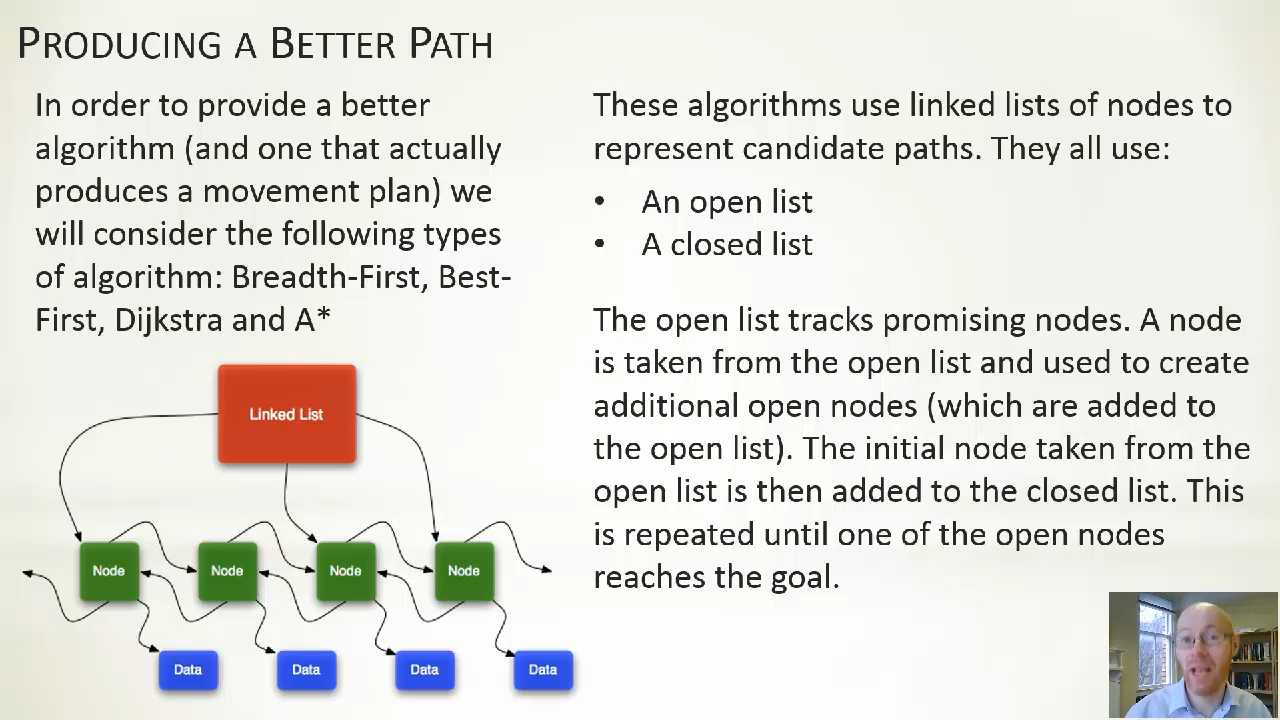 PRODUCING A BETTER PATH
In order to provide a better
algorithm (and one that actually
produces a movement plan) we
will consider the following types
of algorithm: Breadth-First, Best-
First, Dijkstra and A*
Linked List
Node
Node
Node
Node
Data
Data
Data
Data
These algorithms use linked lists of nodes to
represent candidate paths. They all use:
• An open list
• A closed list
The open list tracks promising nodes. A node
is taken from the open list and used to create
additional open nodes (which are added to
the open list). The initial node taken from the
open list is then added to the closed list. This
is repeated until one of the open nodes
reaches the goal.